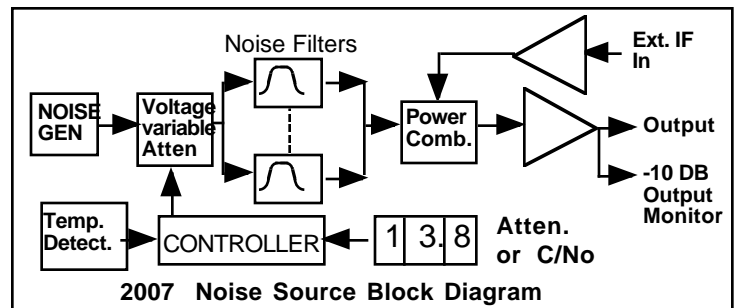 Noise Filters
Ext. IF
In
NOISE
GEN
Voltage
variable
Atten
Power
Comb.
Output
-10 DB
Output
Monitor
Temp.
Detect.
CONTROLLER
1 3. 8
Atten.
or C/No
2007 Noise Source Block Diagram